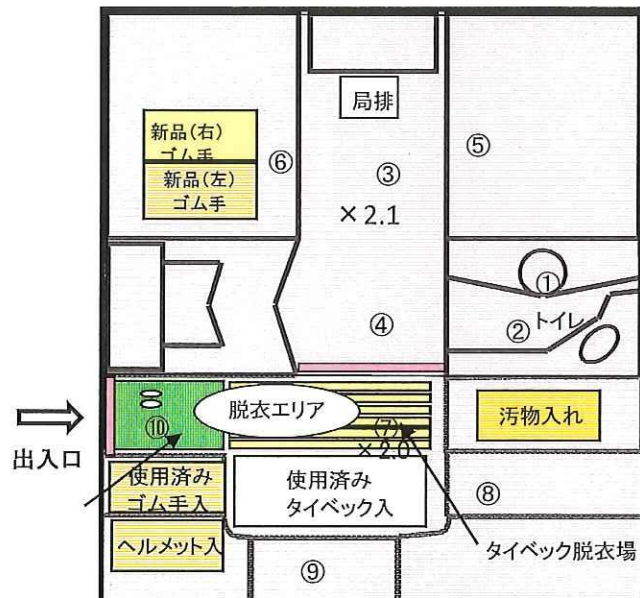 局排
新品(右)
ゴム手
新品(左)
ゴム手
⑥
③
⑤
×2.1
①
④
②
トイレ
脱衣エリア
⑩
⑦
×2.0
汚物入れ
出入口
使用済み
ゴム手入
使用済み
タイベック入
⑧
ヘルメット入
タイベック脱衣場
⑨